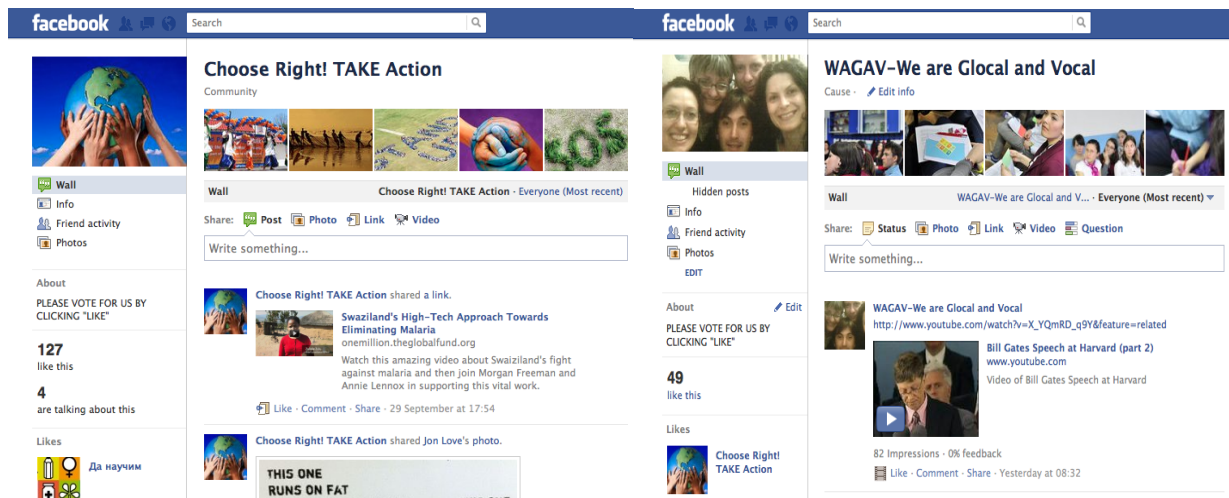 facebook
Search
Choose Right! TAKE Action
Community
Wall
Info
Friend activity
Photos
About
PLEASE VOTE FOR US BY
CLICKING "LIKE"
127
like this
4
are talking about this
Likes
Да научим
Wall Choose Right! TAKE Action · Everyone (Most recent)
Share: Post Photo Link Video
Write something...
Choose Right! TAKE Action shared a link.
Swaziland's High-Tech Approach Towards
Eliminating Malaria
onemillion.theglobalfund.org
Watch this amazing video about Swaiziland's fight
against malaria and then join Morgan Freeman and
Annie Lennox in supporting this vital work.
Like · Comment · Share · 29 September at 17:54
Choose Right! TAKE Action shared Jon Love's photo.
THIS ONE
RUNS ON FAT
facebook
Search
WAGAV-We are Glocal and Vocal
Cause · Edit info
Wall
Hidden posts
Info
Friend activity
Photos
EDIT
About Edit
PLEASE VOTE FOR US BY
CLICKING "LIKE"
49
like this
Likes
Choose Right!
TAKE Action
Wall WAGAV-We are Glocal and V... · Everyone (Most recent)
Share: Status Photo Link Video Question
Write something...
WAGAV-We are Glocal and Vocal
http://www.youtube.com/watch?v=X_YQmRD_q9Y&feature=related
Bill Gates Speech at Harvard (part 2)
www.youtube.com
Video of Bill Gates Speech at Harvard
82 Impressions · 0% feedback
Like · Comment · Share · Yesterday at 08:32